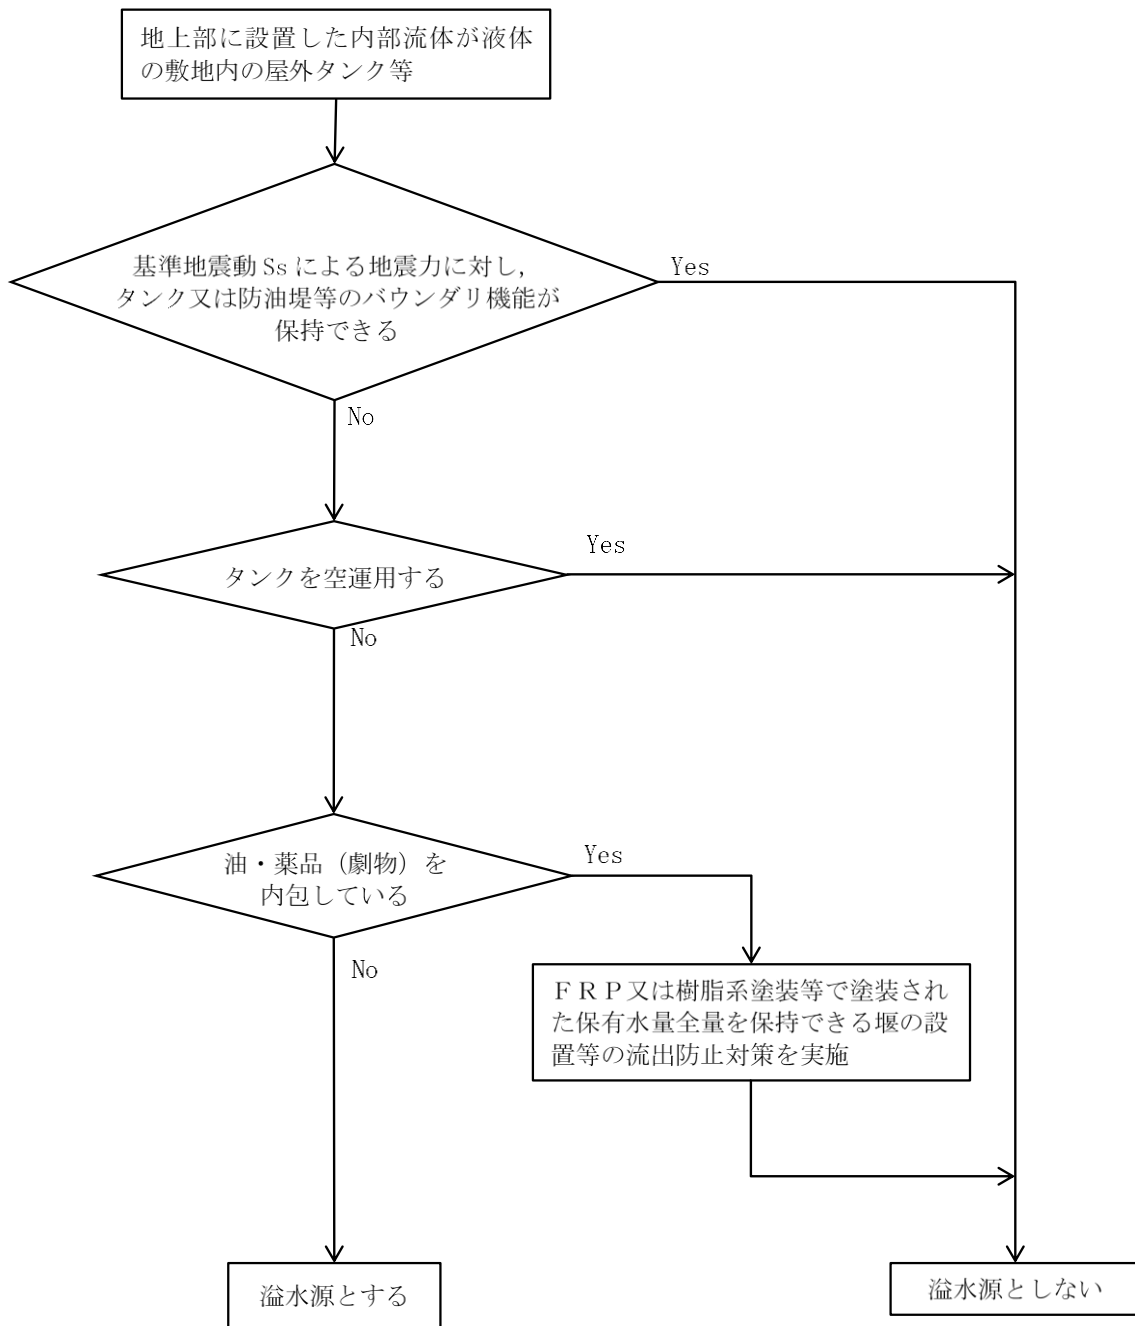 地上部に設置した内部流体が液体
の敷地内の屋外タンク等
基準地震動 Ss による地震力に対し,
タンク又は防油堤等のバウンダリ機能が
保持できる
Yes
No
タンクを空運用する
Yes
No
油・薬品（劇物）を
内包している
Yes
No
ＦＲＰ又は樹脂系塗装等で塗装され
た保有水量全量を保持できる堰の設
置等の流出防止対策を実施
溢水源とする
溢水源としない